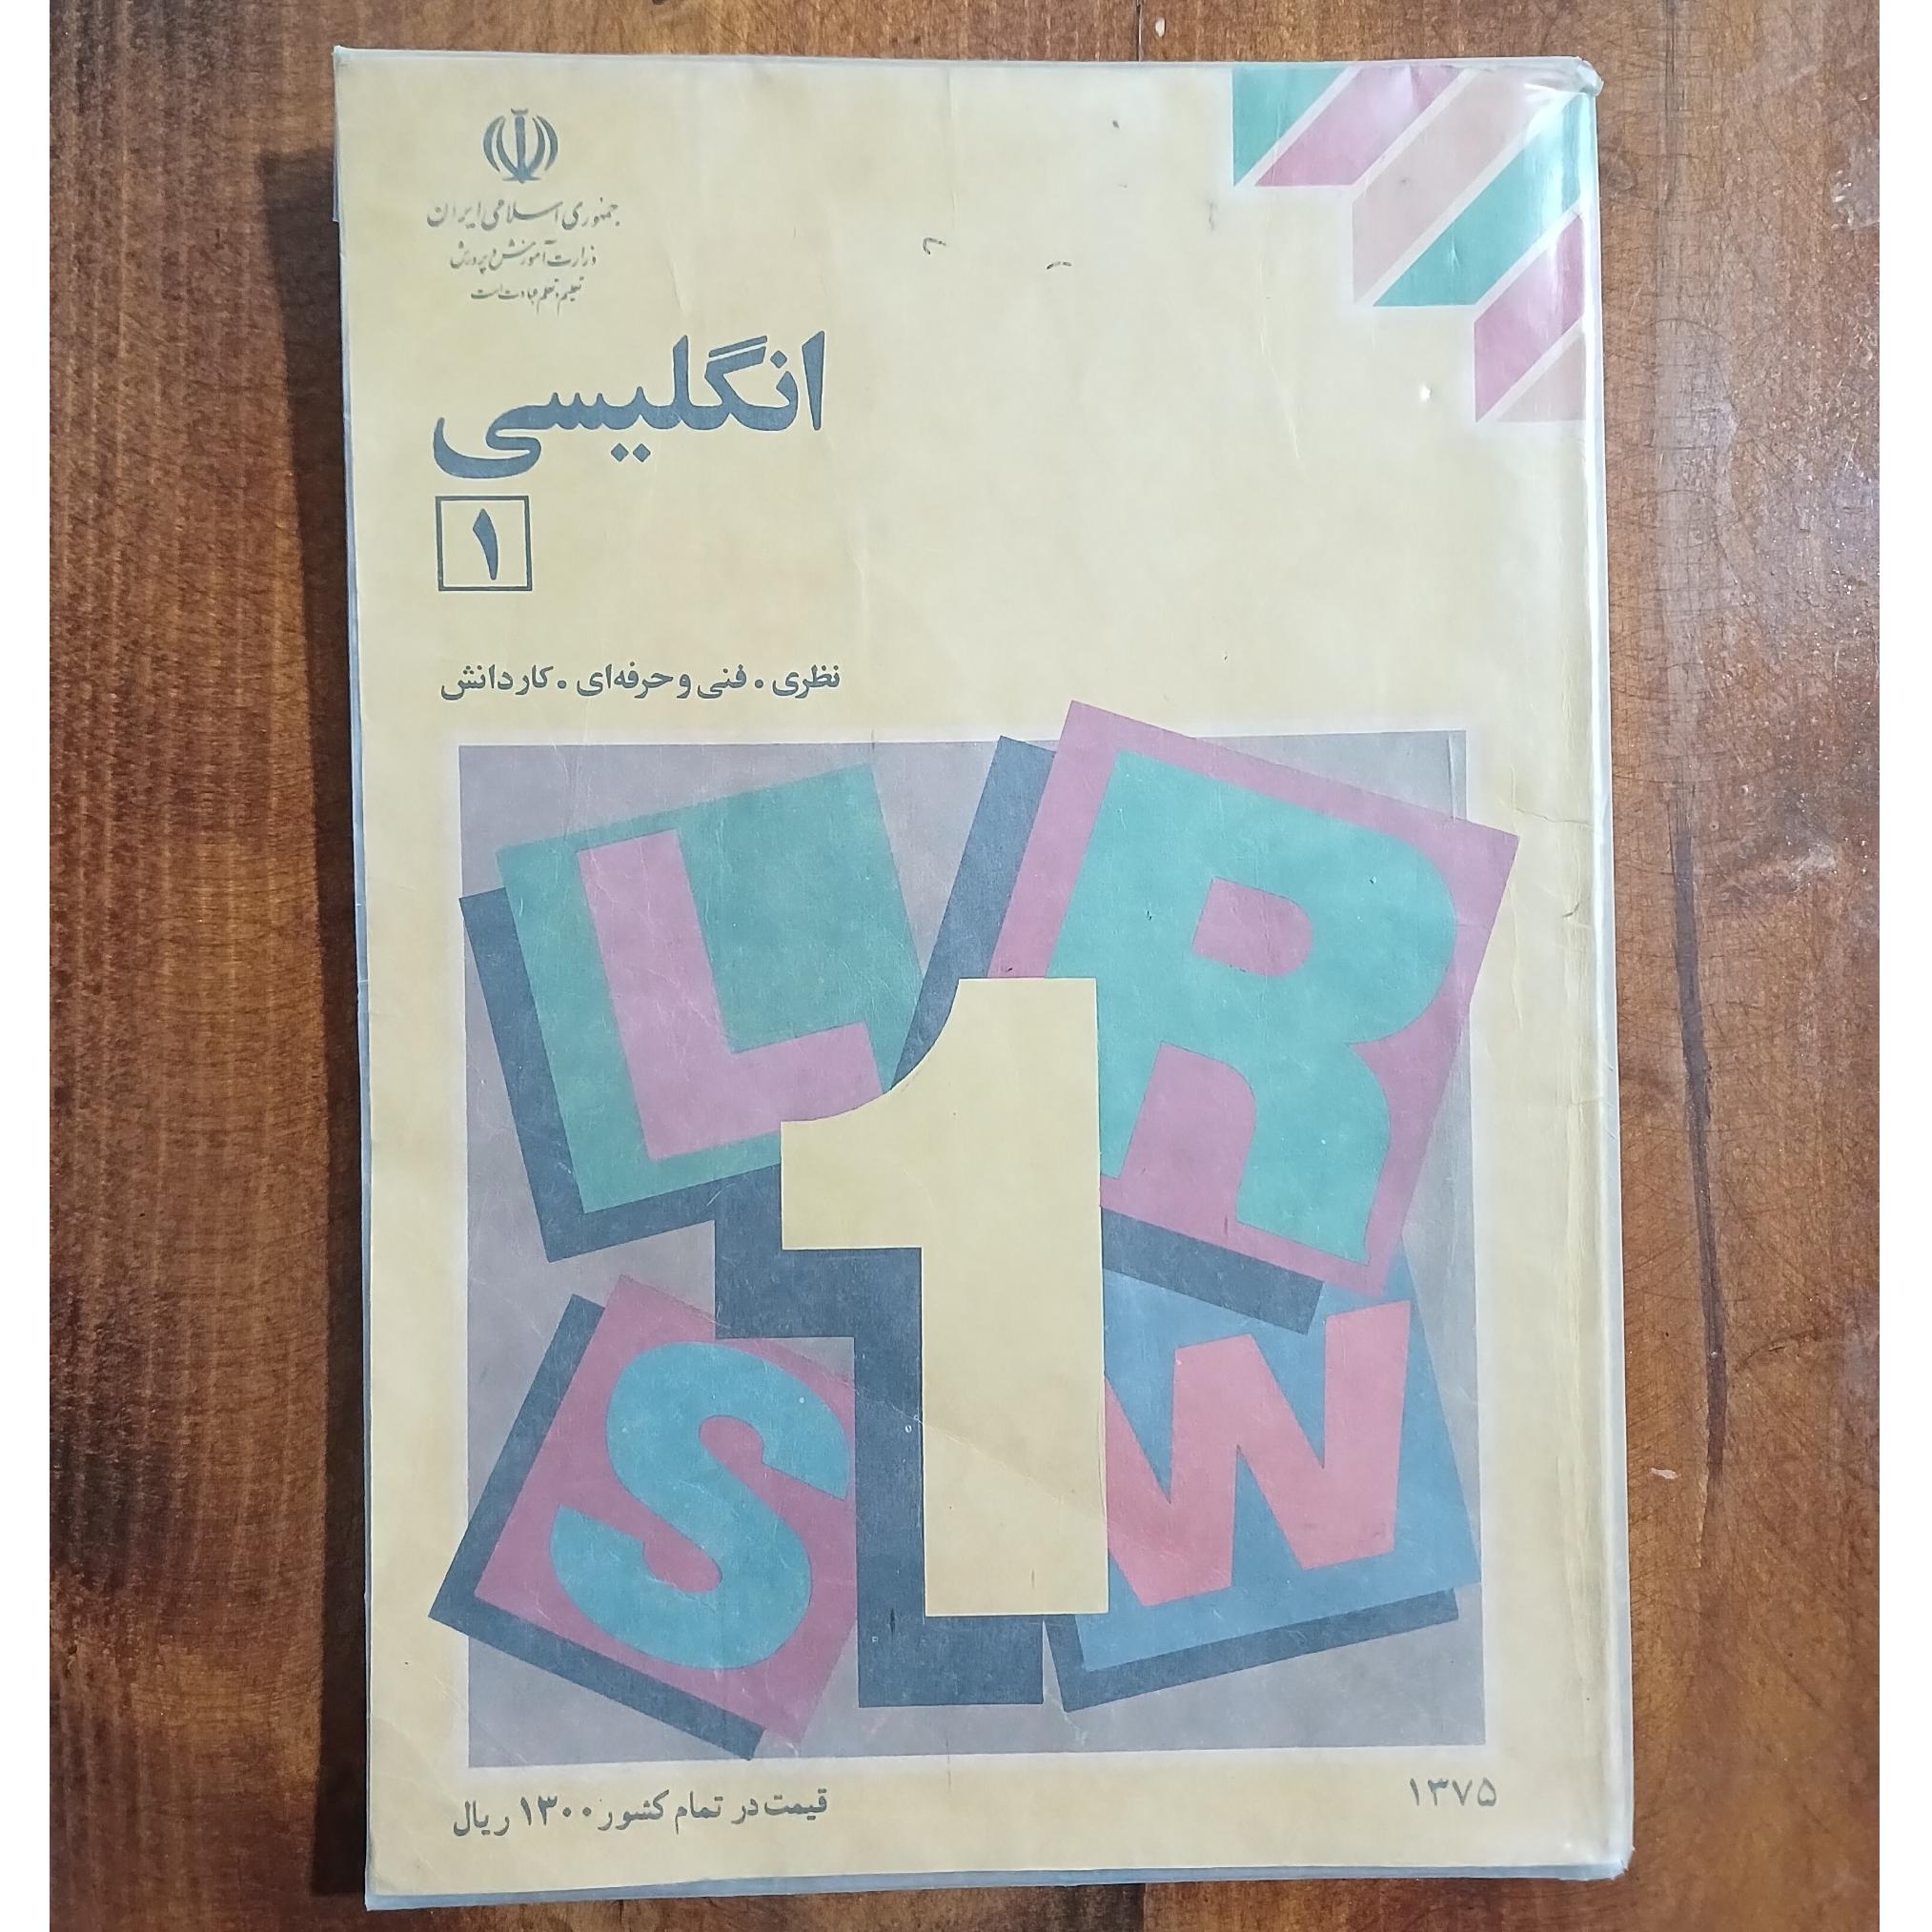 جمهوری اسلامی ایران
وزارت آموزش و پرورش
تعلیم و تعلم عبادت است
انگلیسی
۱
نظری . فنی و حرفه‌ای . کاردانش
L R
1
S W
قیمت در تمام کشور ۱۳۰۰ ریال
۱۳۷۵